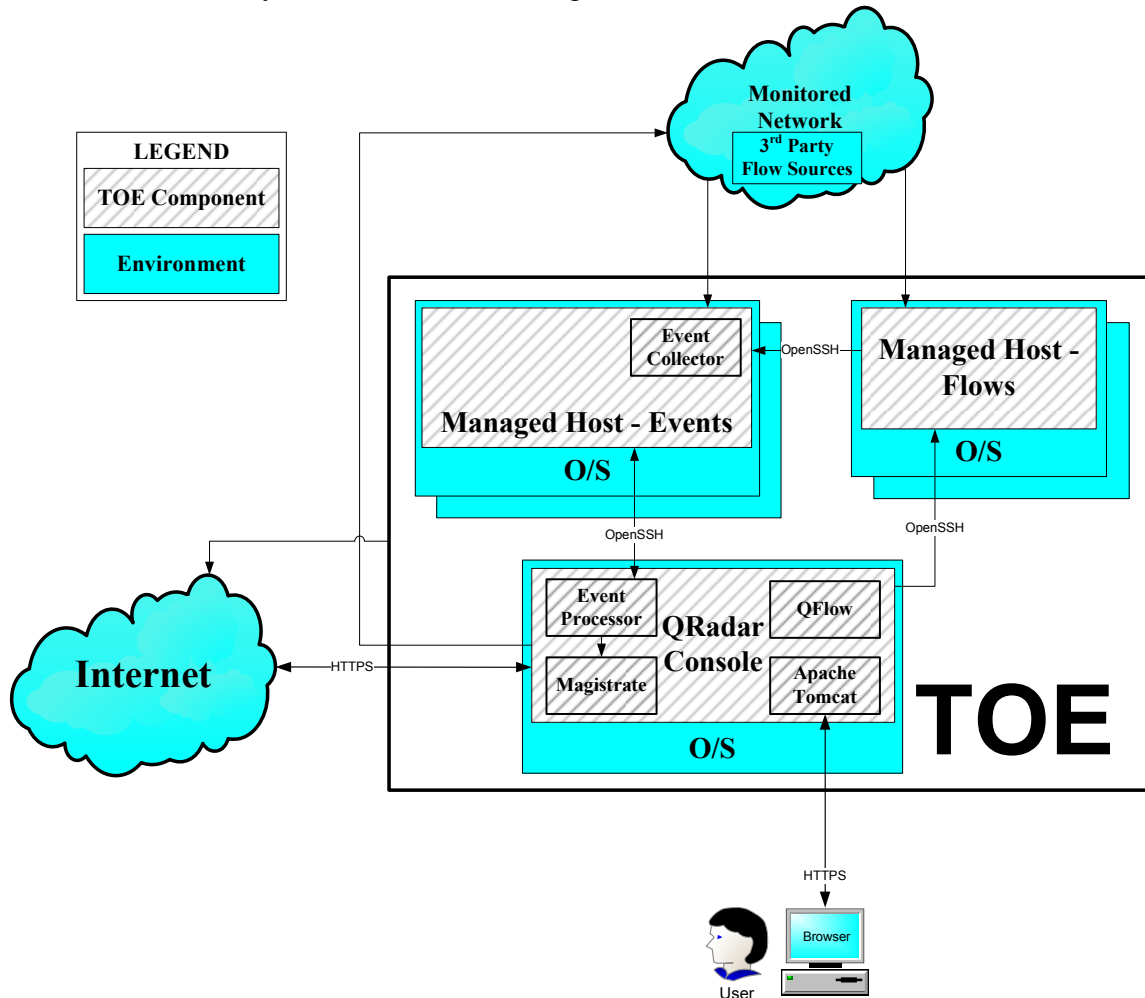 Monitored
Network
3rd Party
Flow Sources
LEGEND
TOE Component
Environment
Event
Collector
Managed Host - Events
O/S
OpenSSH
Managed Host -
Flows
O/S
OpenSSH
OpenSSH
Event
Processor
QFlow
QRadar
Console
Magistrate
Apache
Tomcat
O/S
TOE
Internet
HTTPS
HTTPS
Browser
User